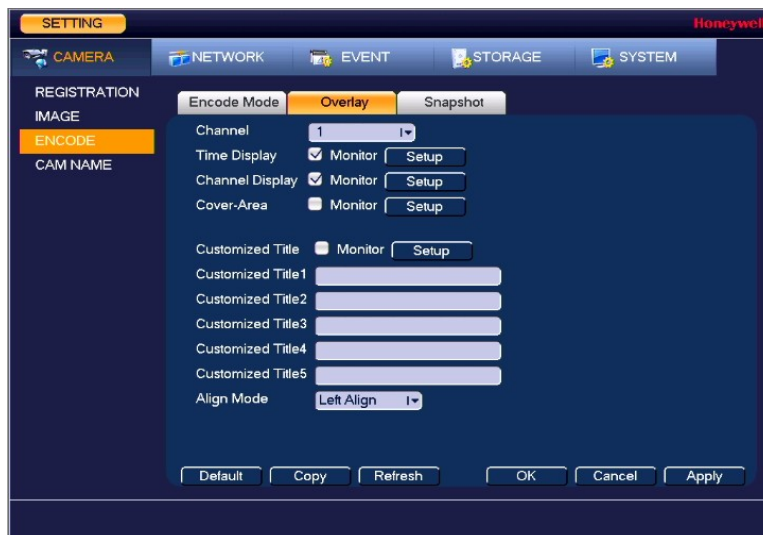 SETTING Honeywell
CAMERA NETWORK EVENT STORAGE SYSTEM
REGISTRATION
IMAGE
ENCODE
CAM NAME
Encode Mode Overlay Snapshot
Channel 1
Time Display Monitor Setup
Channel Display Monitor Setup
Cover-Area Monitor Setup
Customized Title Monitor Setup
Customized Title1
Customized Title2
Customized Title3
Customized Title4
Customized Title5
Align Mode Left Align
Default Copy Refresh OK Cancel Apply